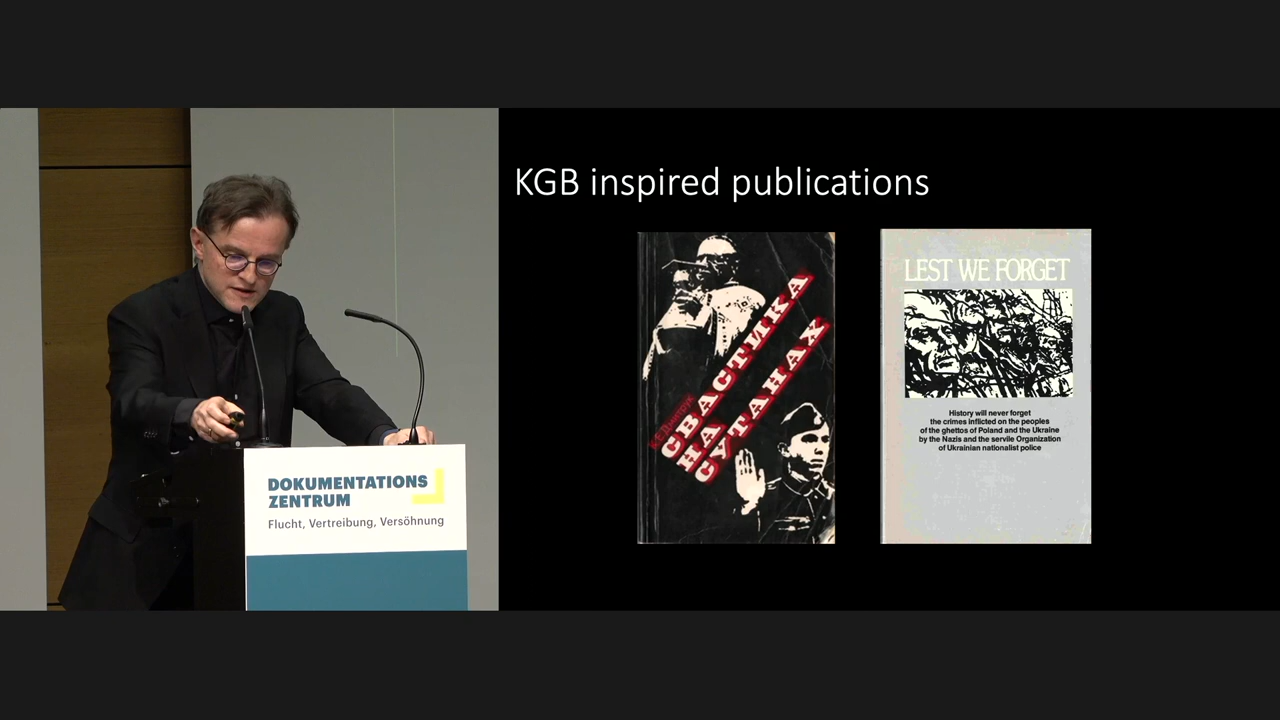 KGB inspired publications
К. Дмитрук
СВАСТИКА
НА
СУТАНАХ
LEST WE FORGET
History will never forget
the crimes inflicted on the peoples
of the ghettos of Poland and the Ukraine
by the Nazis and the servile Organization
of Ukrainian nationalist police
DOKUMENTATIONS
ZENTRUM
Flucht, Vertreibung, Versöhnung